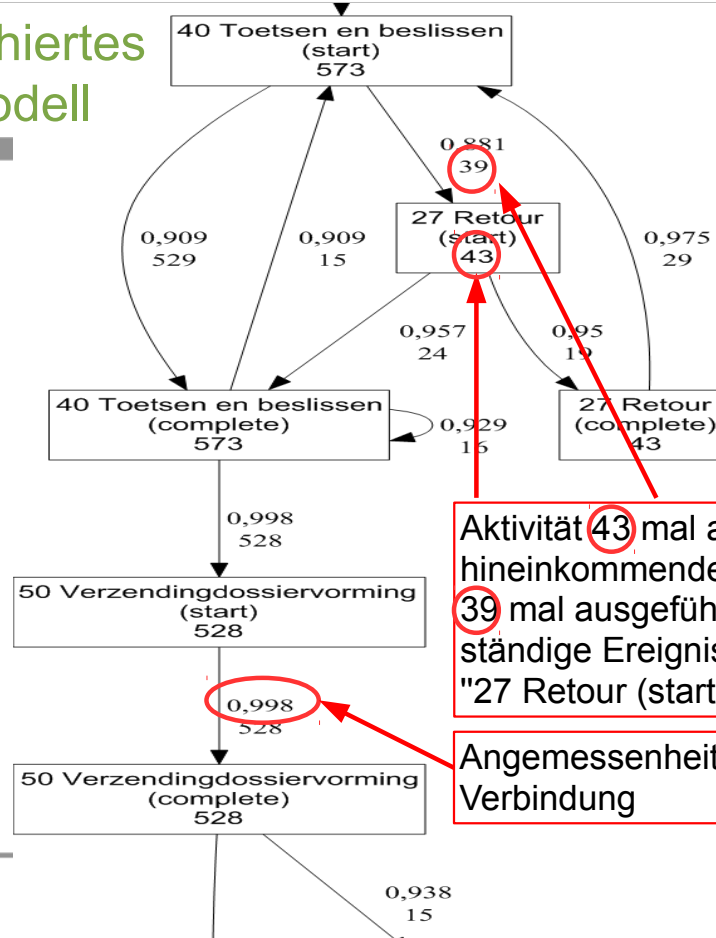 hiertes
odell
40 Toetsen en beslissen
(start)
573
0,881
39
27 Retour
(start)
43
0,909
529
0,909
15
0,975
29
0,957
24
0,95
19
40 Toetsen en beslissen
(complete)
573
0,929
16
27 Retour
(complete)
43
0,998
528
Aktivität 43 mal a
hineinkommende
39 mal ausgefüh
ständige Ereignis
"27 Retour (start
50 Verzendingdossiervorming
(start)
528
0,998
528
Angemessenheit
Verbindung
50 Verzendingdossiervorming
(complete)
528
0,938
15